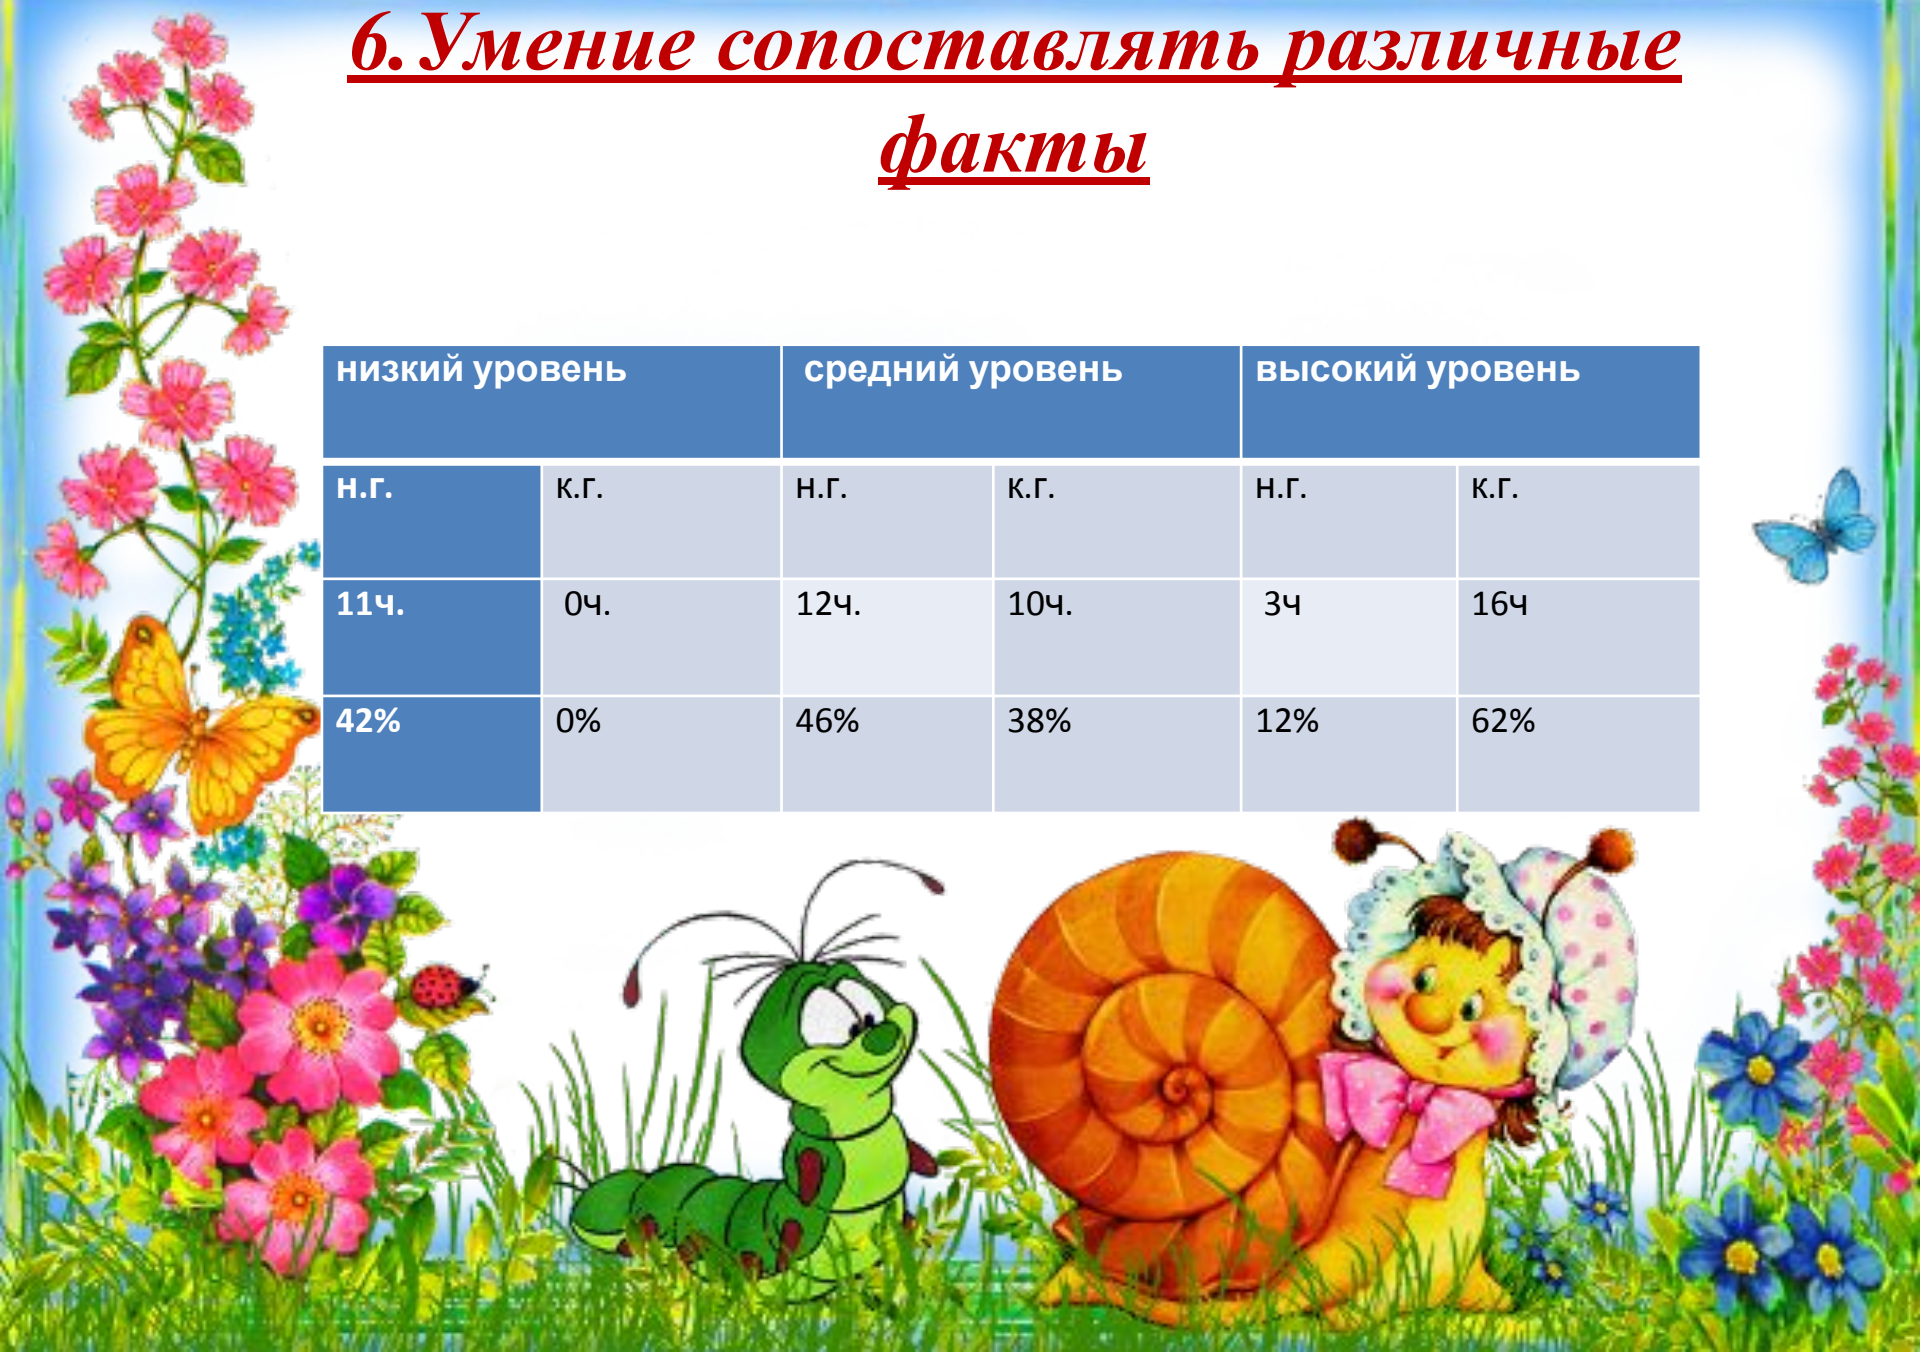 6.Умение сопоставлять различные
факты
низкий уровень средний уровень высокий уровень
н.г. к.г. н.г. к.г. н.г. к.г.
11ч. 0ч. 12ч. 10ч. 3ч 16ч
42% 0% 46% 38% 12% 62%